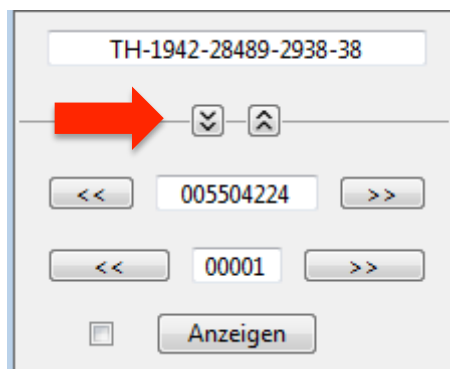 TH-1942-28489-2938-38
<< 005504224 >>
<< 00001 >>
Anzeigen